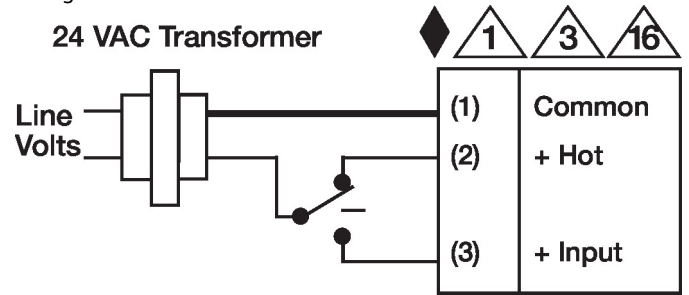 24 VAC Transformer
1
3
16
Line
Volts
(1) Common
(2) + Hot
(3) + Input